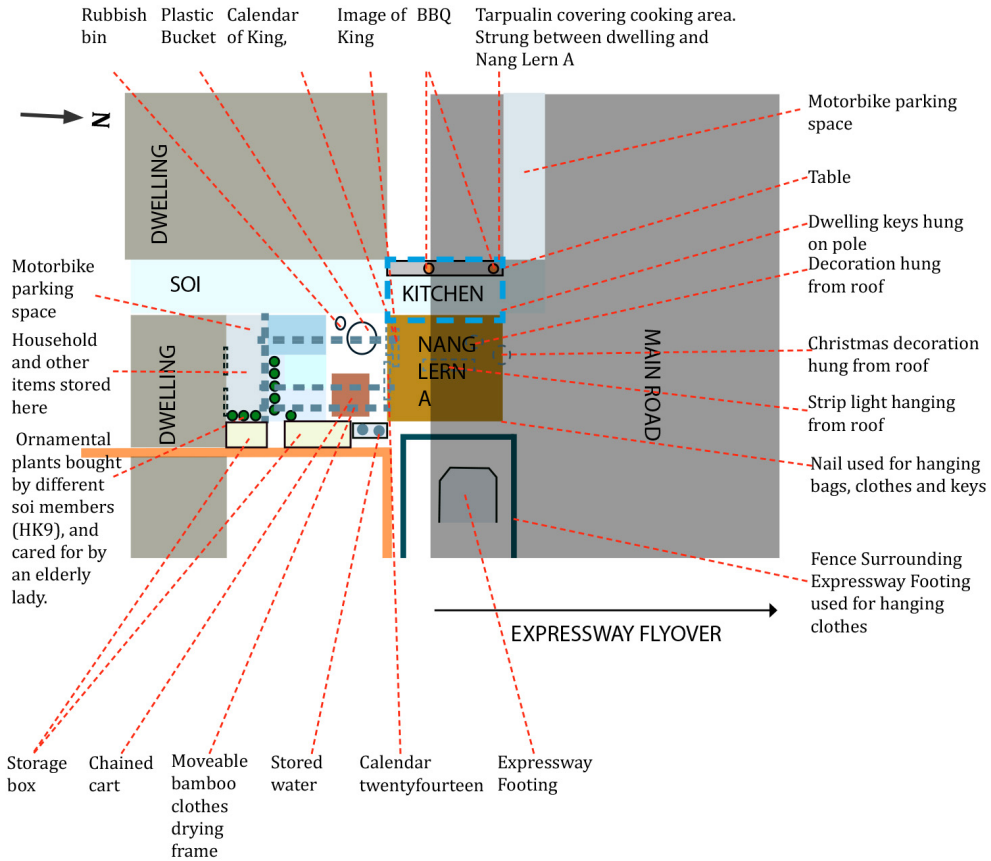 Rubbish
bin
Plastic
Bucket
Calendar
of King,
Image of
King
BBQ
Tarpualin covering cooking area.
Strung between dwelling and
Nang Lern A
N
Motorbike parking
space
Table
Dwelling keys hung
on pole
Decoration hung
from roof
Christmas decoration
hung from roof
Strip light hanging
from roof
Nail used for hanging
bags, clothes and keys
Fence Surrounding
Expressway Footing
used for hanging
clothes
DWELLING
SOI
KITCHEN
NANG
LERN
A
MAIN ROAD
DWELLING
Motorbike
parking
space
Household
and other
items stored
here
Ornamental
plants bought
by different
soi members
(HK9), and
cared for by
an elderly
lady.
EXPRESSWAY FLYOVER
Storage
box
Chained
cart
Moveable
bamboo
clothes
drying
frame
Stored
water
Calendar
twentyfourteen
Expressway
Footing